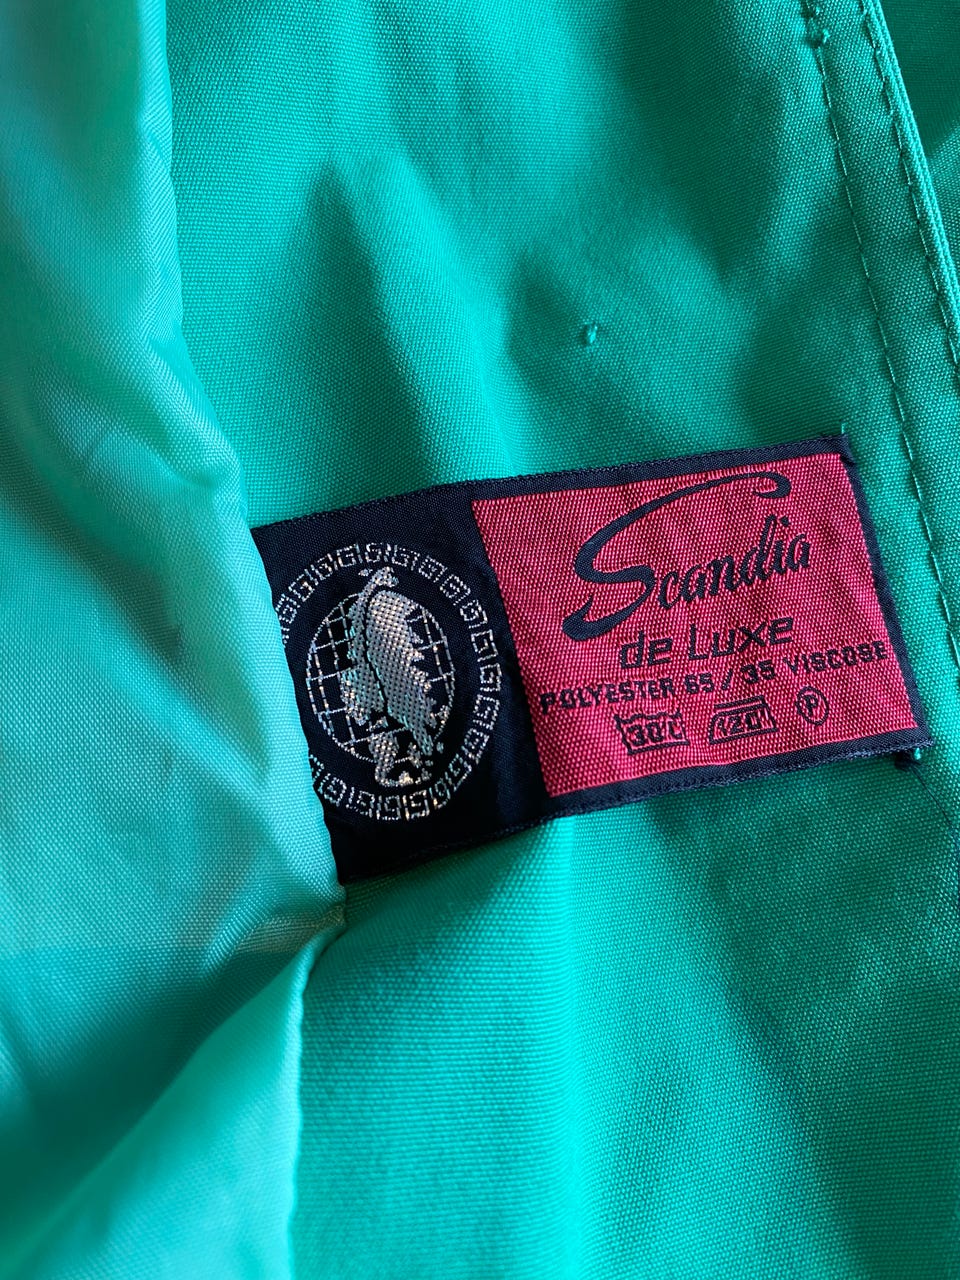 Scandia
de Luxe
POLYESTER 65 / 35 VISCOSE
30°C 120° P